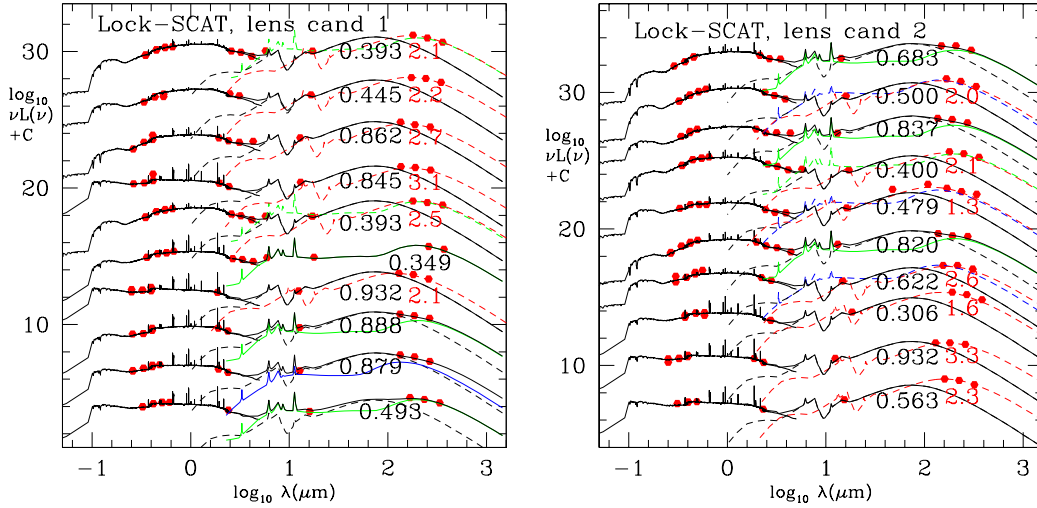 Lock-SCAT, lens cand 1
30
20
10
log₁₀
νL(ν)
+C
0.393 2.1
0.445 2.2
0.862 2.7
0.845 3.1
0.393 2.5
0.349
0.932 2.1
0.888
0.879
0.493
−1 0 1 2 3
log₁₀ λ(μm)
Lock-SCAT, lens cand 2
30
20
10
log₁₀
νL(ν)
+C
0.683
0.500 2.0
0.837
0.400 2.1
0.479 1.3
0.820
0.622 2.6
0.306 1.6
0.932 3.3
0.563 2.3
−1 0 1 2 3
log₁₀ λ(μm)